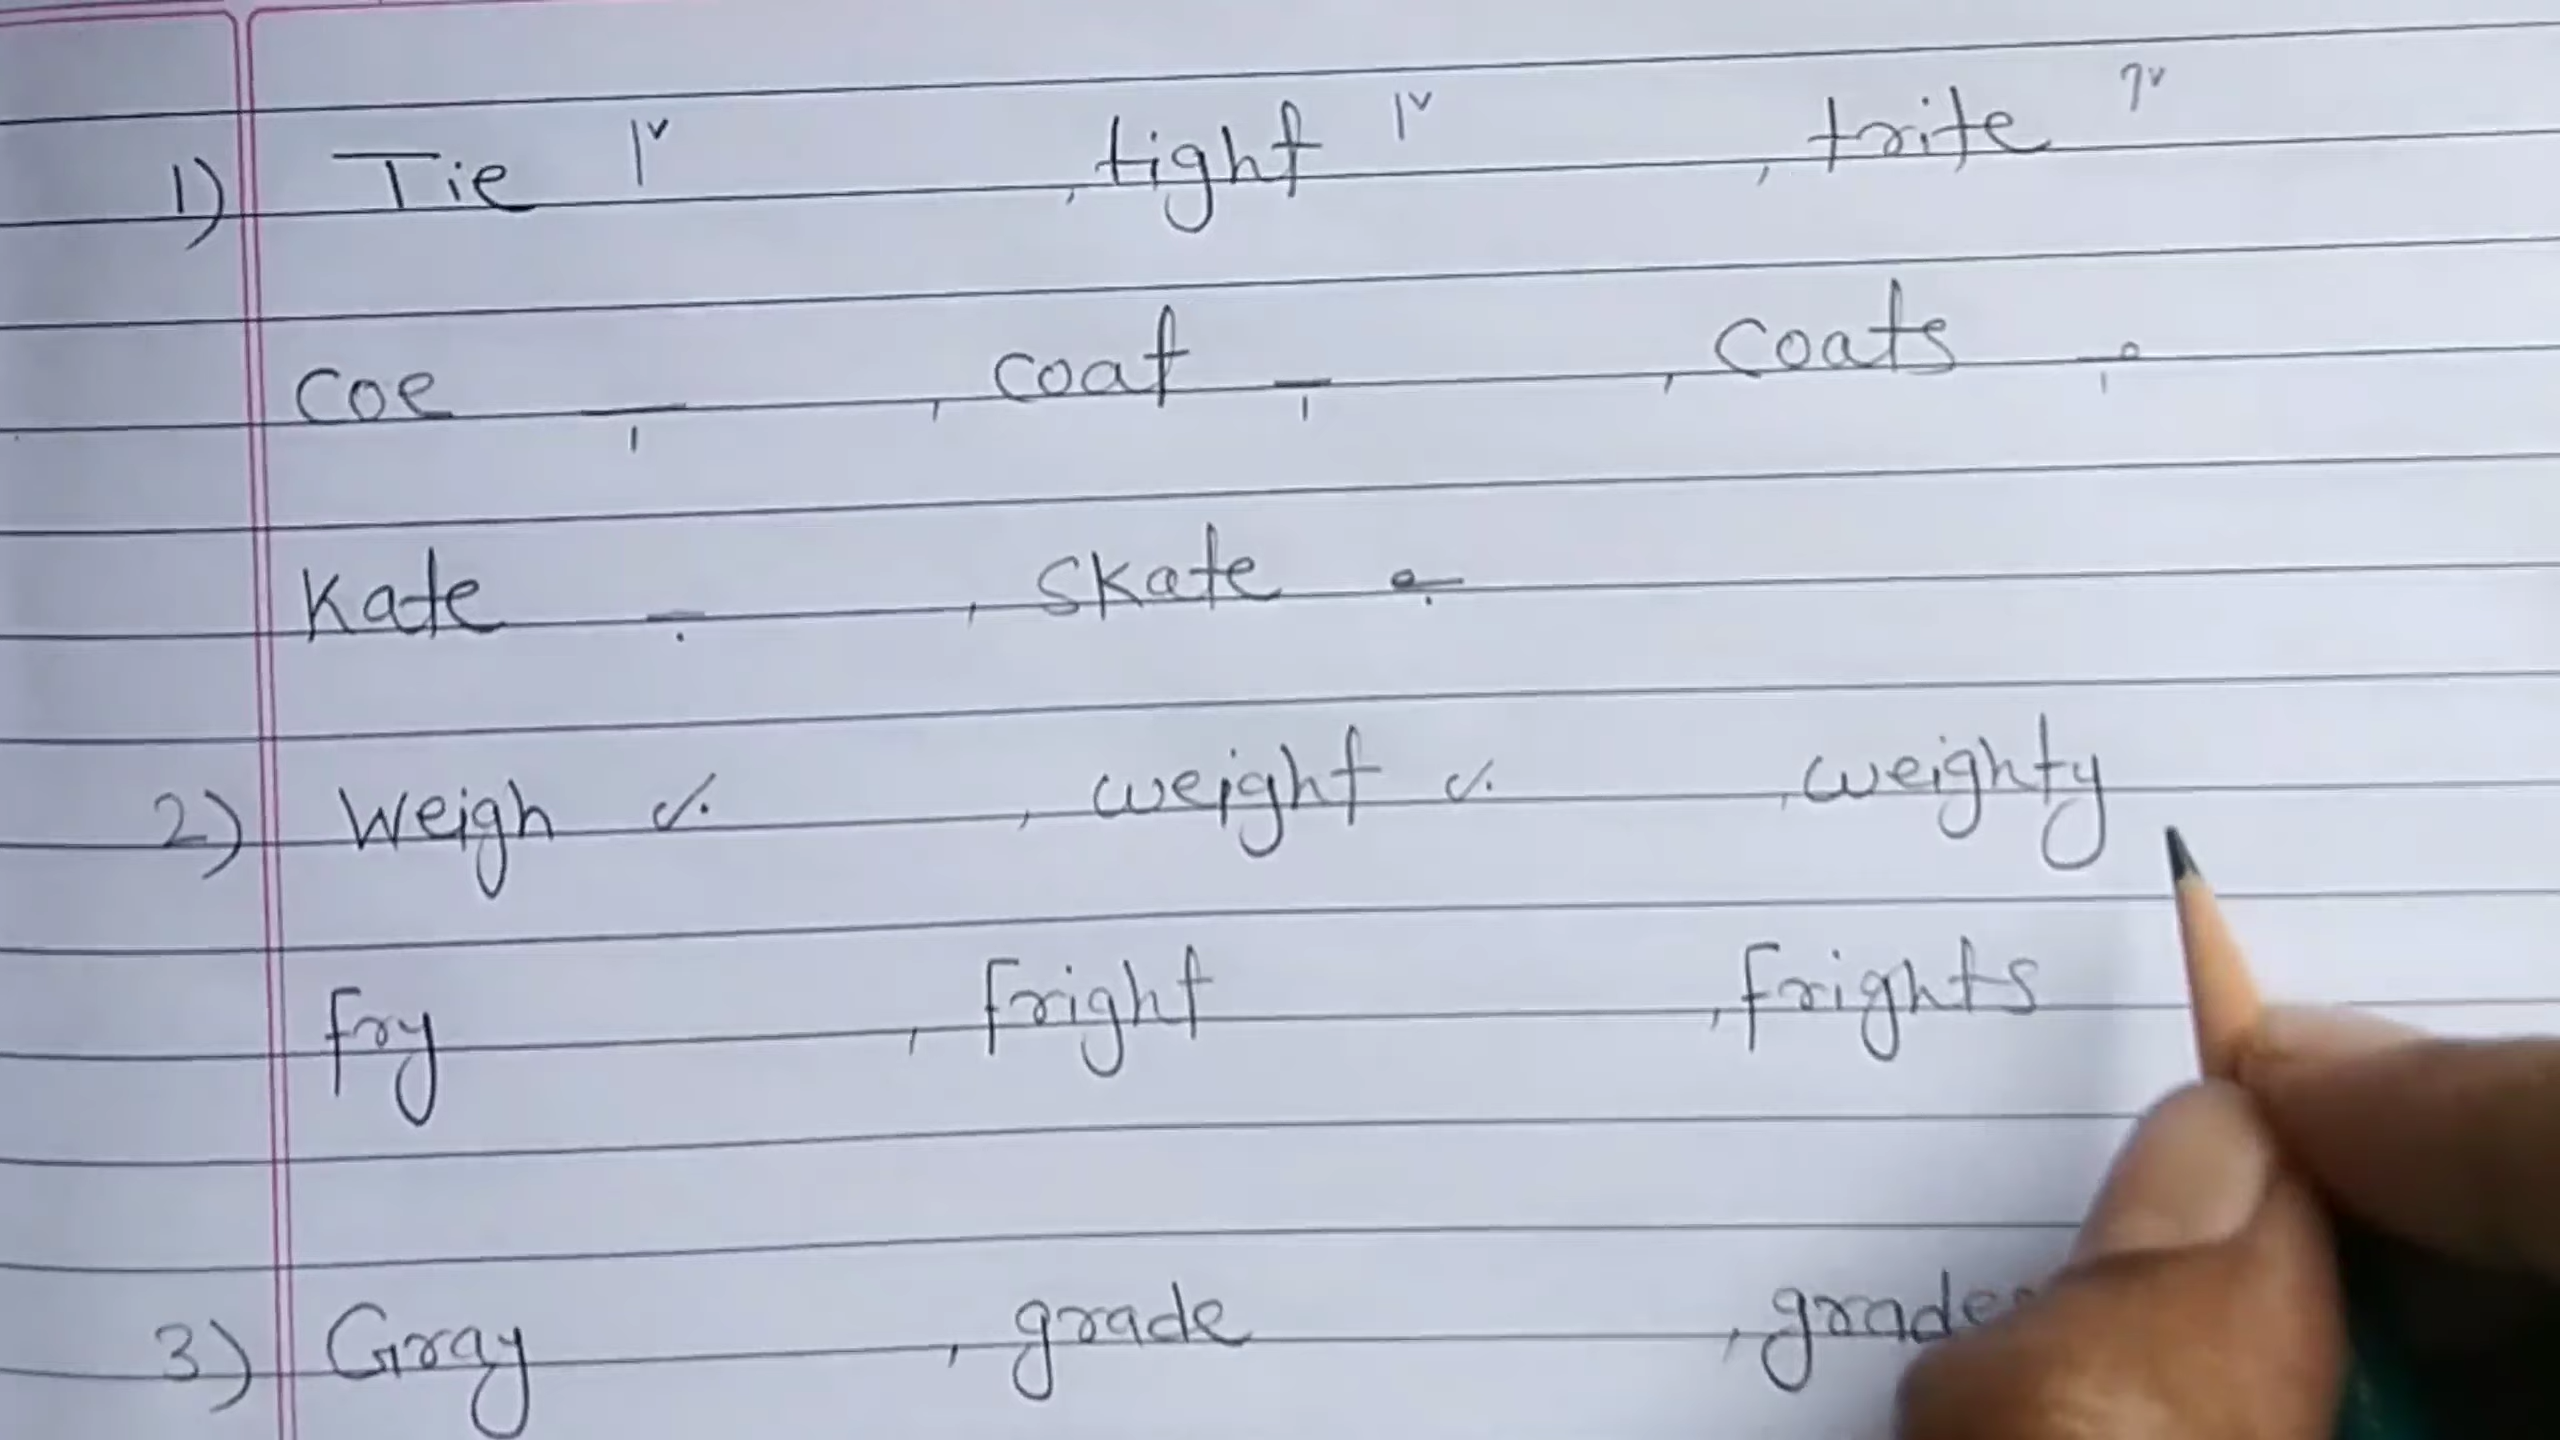 1) Tie , tight , trite
Coe , coat , coats
Kate , skate
2) Weigh , weight , weighty
Fry , Fright , Frights
3) Gray , grade ,